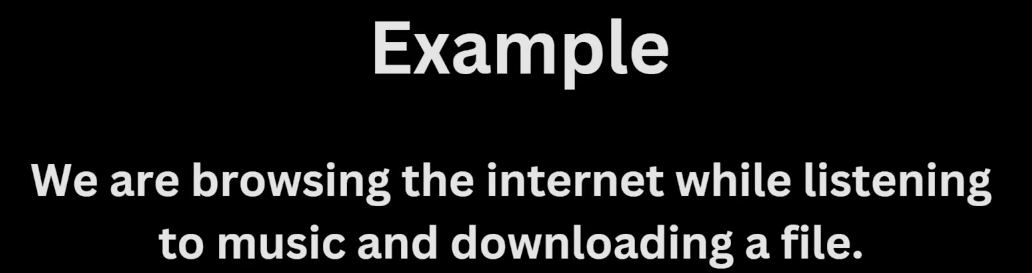 Example
We are browsing the internet while listening
to music and downloading a file.